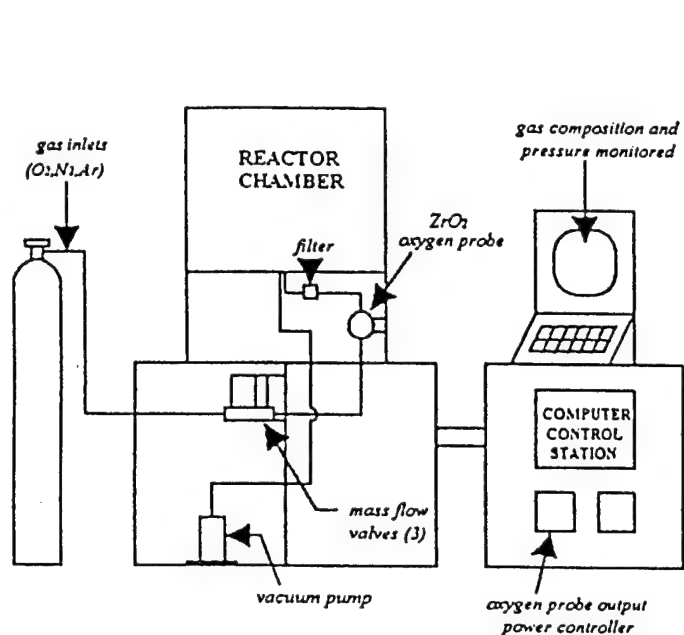 gas inlets
(O2,N2,Ar)
REACTOR
CHAMBER
gas composition and
pressure monitored
ZrO2
oxygen probe
filter
COMPUTER
CONTROL
STATION
mass flow
valves (3)
vacuum pump
oxygen probe output
power controller